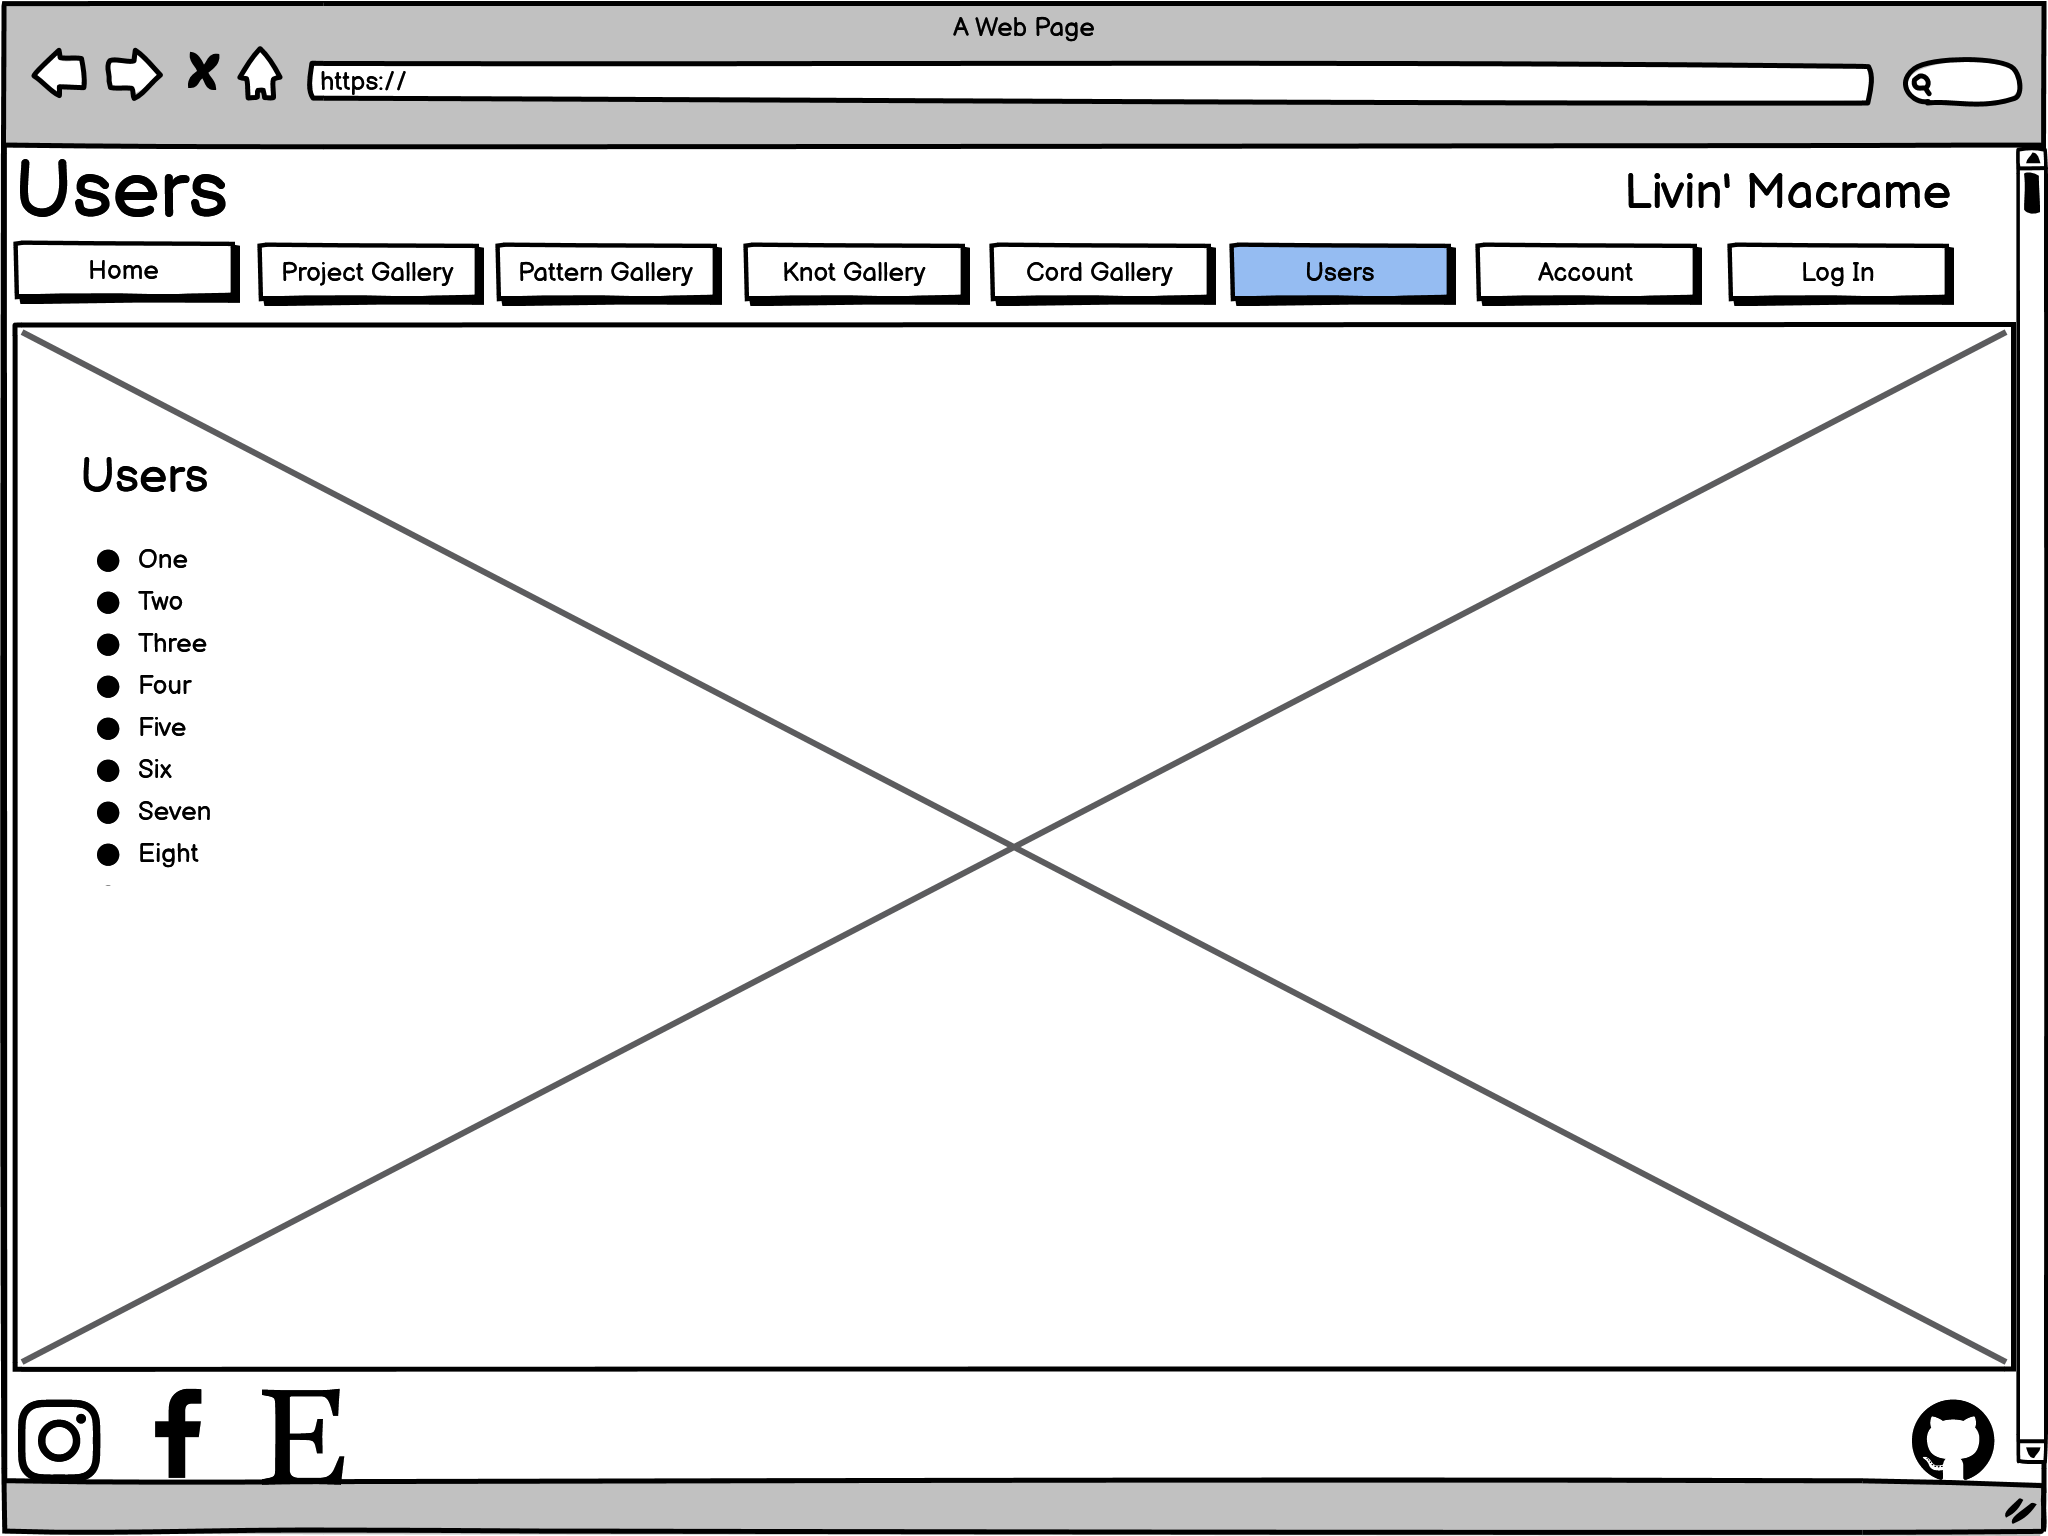 A Web Page
https://
Users
Livin' Macrame
Home
Project Gallery
Pattern Gallery
Knot Gallery
Cord Gallery
Users
Account
Log In
Users
One
Two
Three
Four
Five
Six
Seven
Eight
E